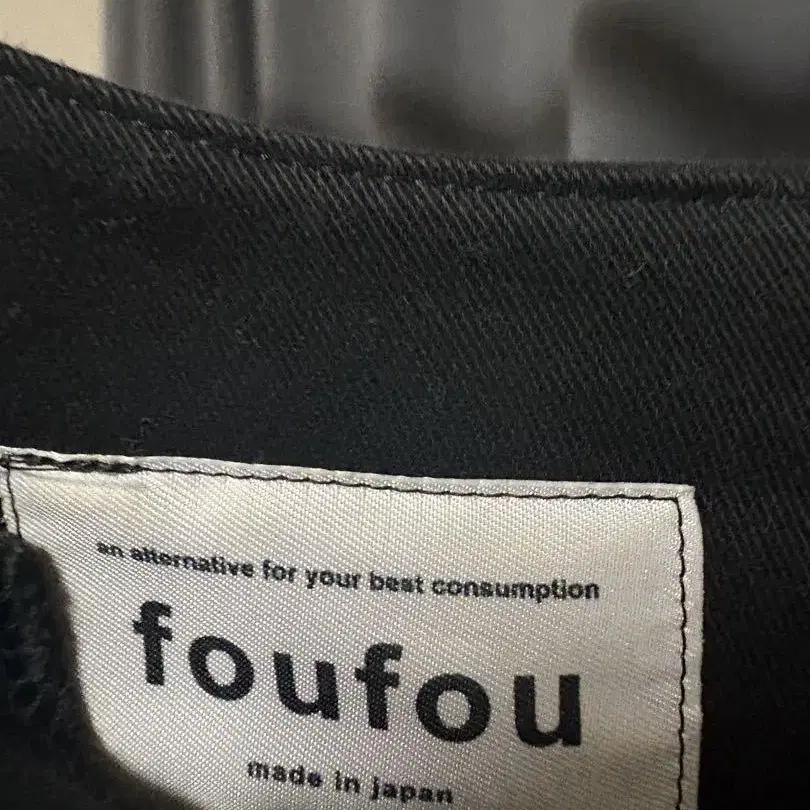 an alternative for your best consumption
foufou
made in japan